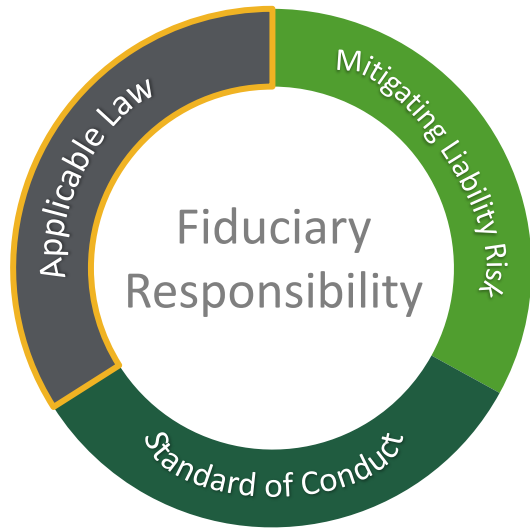 Applicable Law
Mitigating Liability Risk
Fiduciary
Responsibility
Standard of Conduct